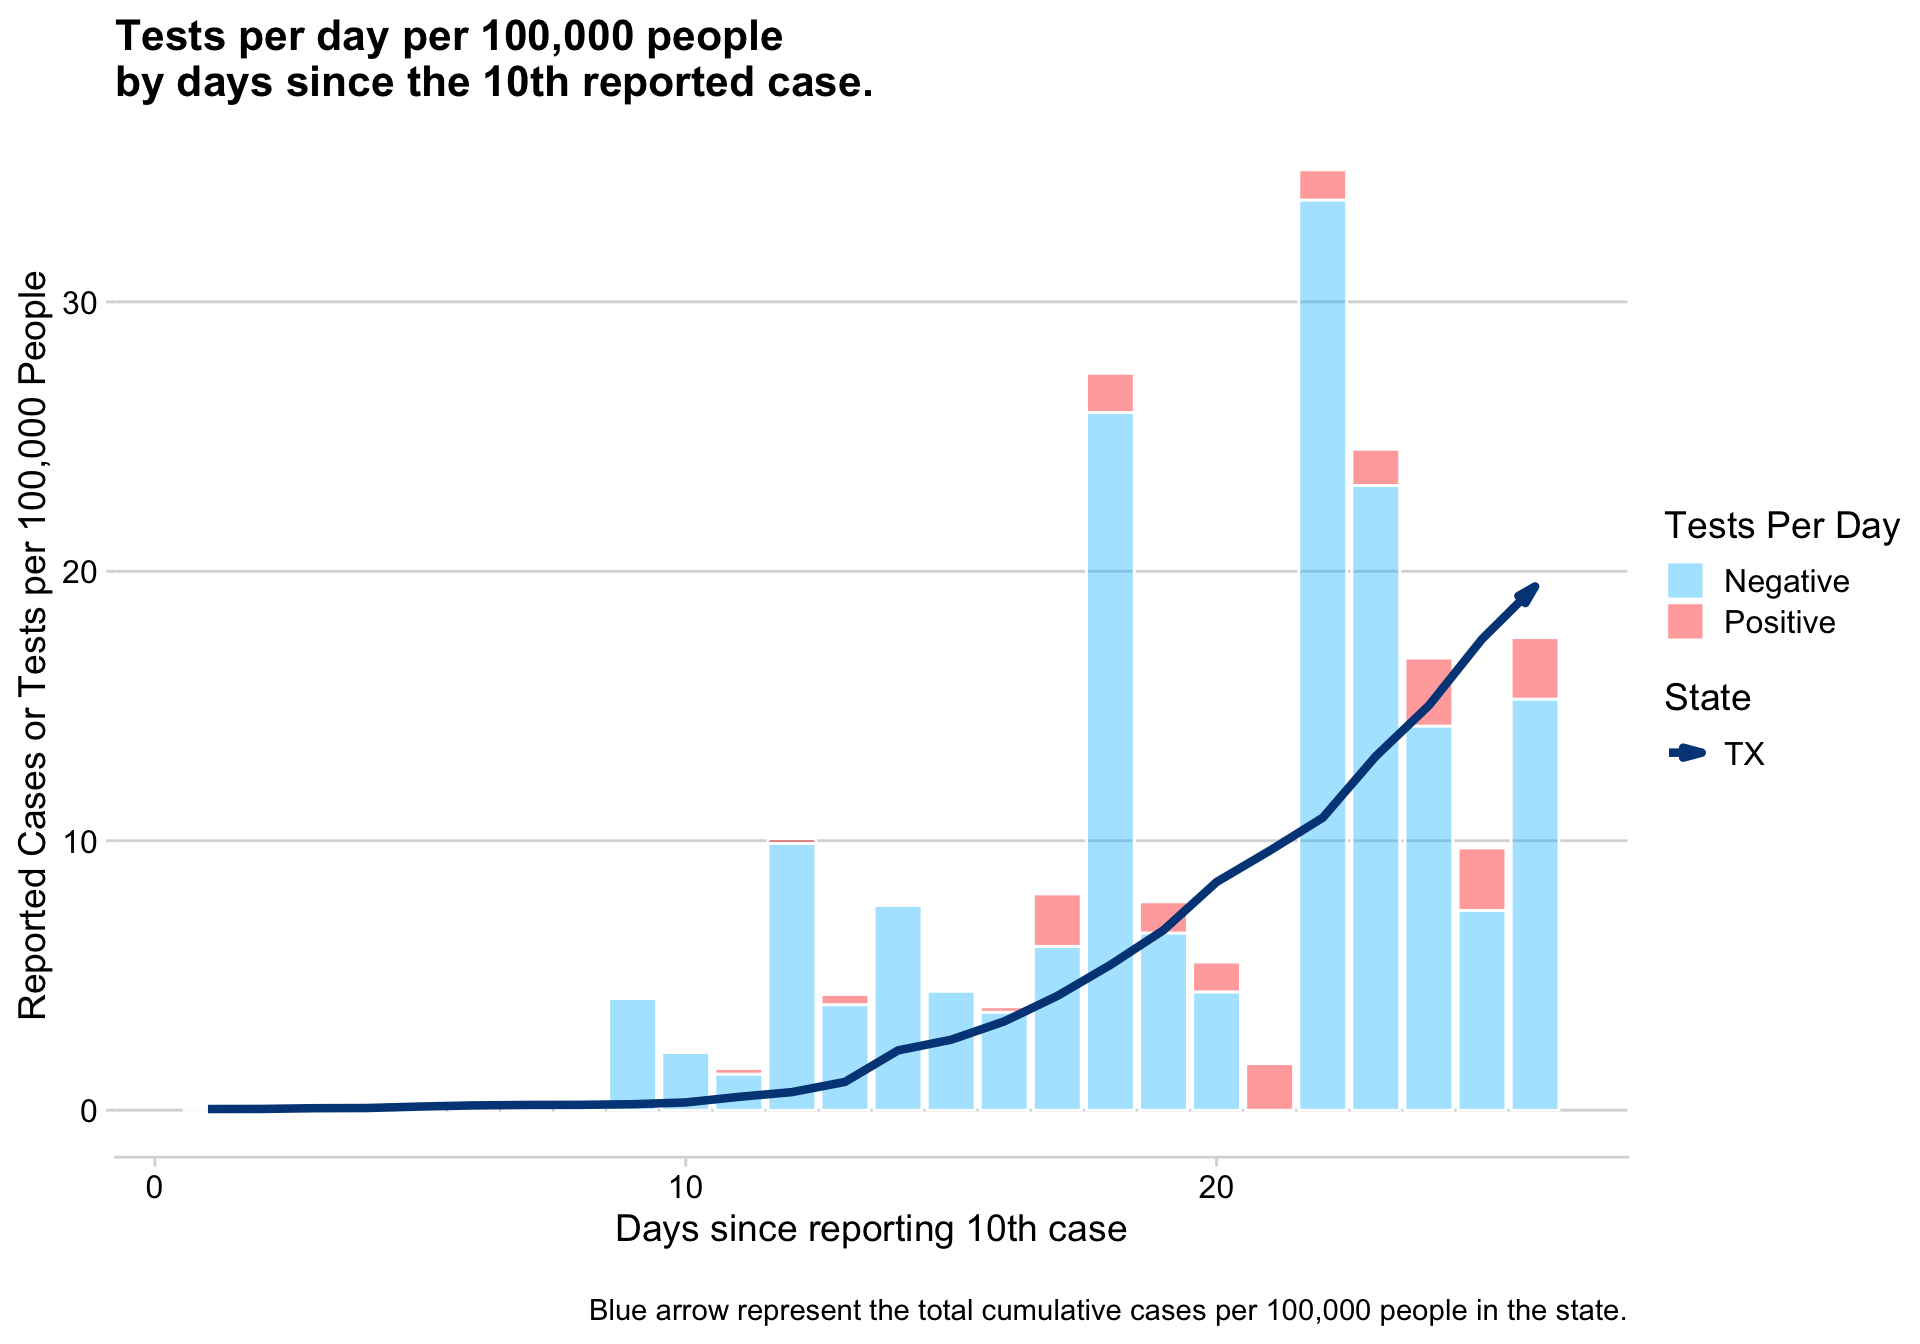 Tests per day per 100,000 people
by days since the 10th reported case.
Reported Cases or Tests per 100,000 People
30
20
10
0
0
10
20
Days since reporting 10th case
Tests Per Day
Negative
Positive
State
TX
Blue arrow represent the total cumulative cases per 100,000 people in the state.